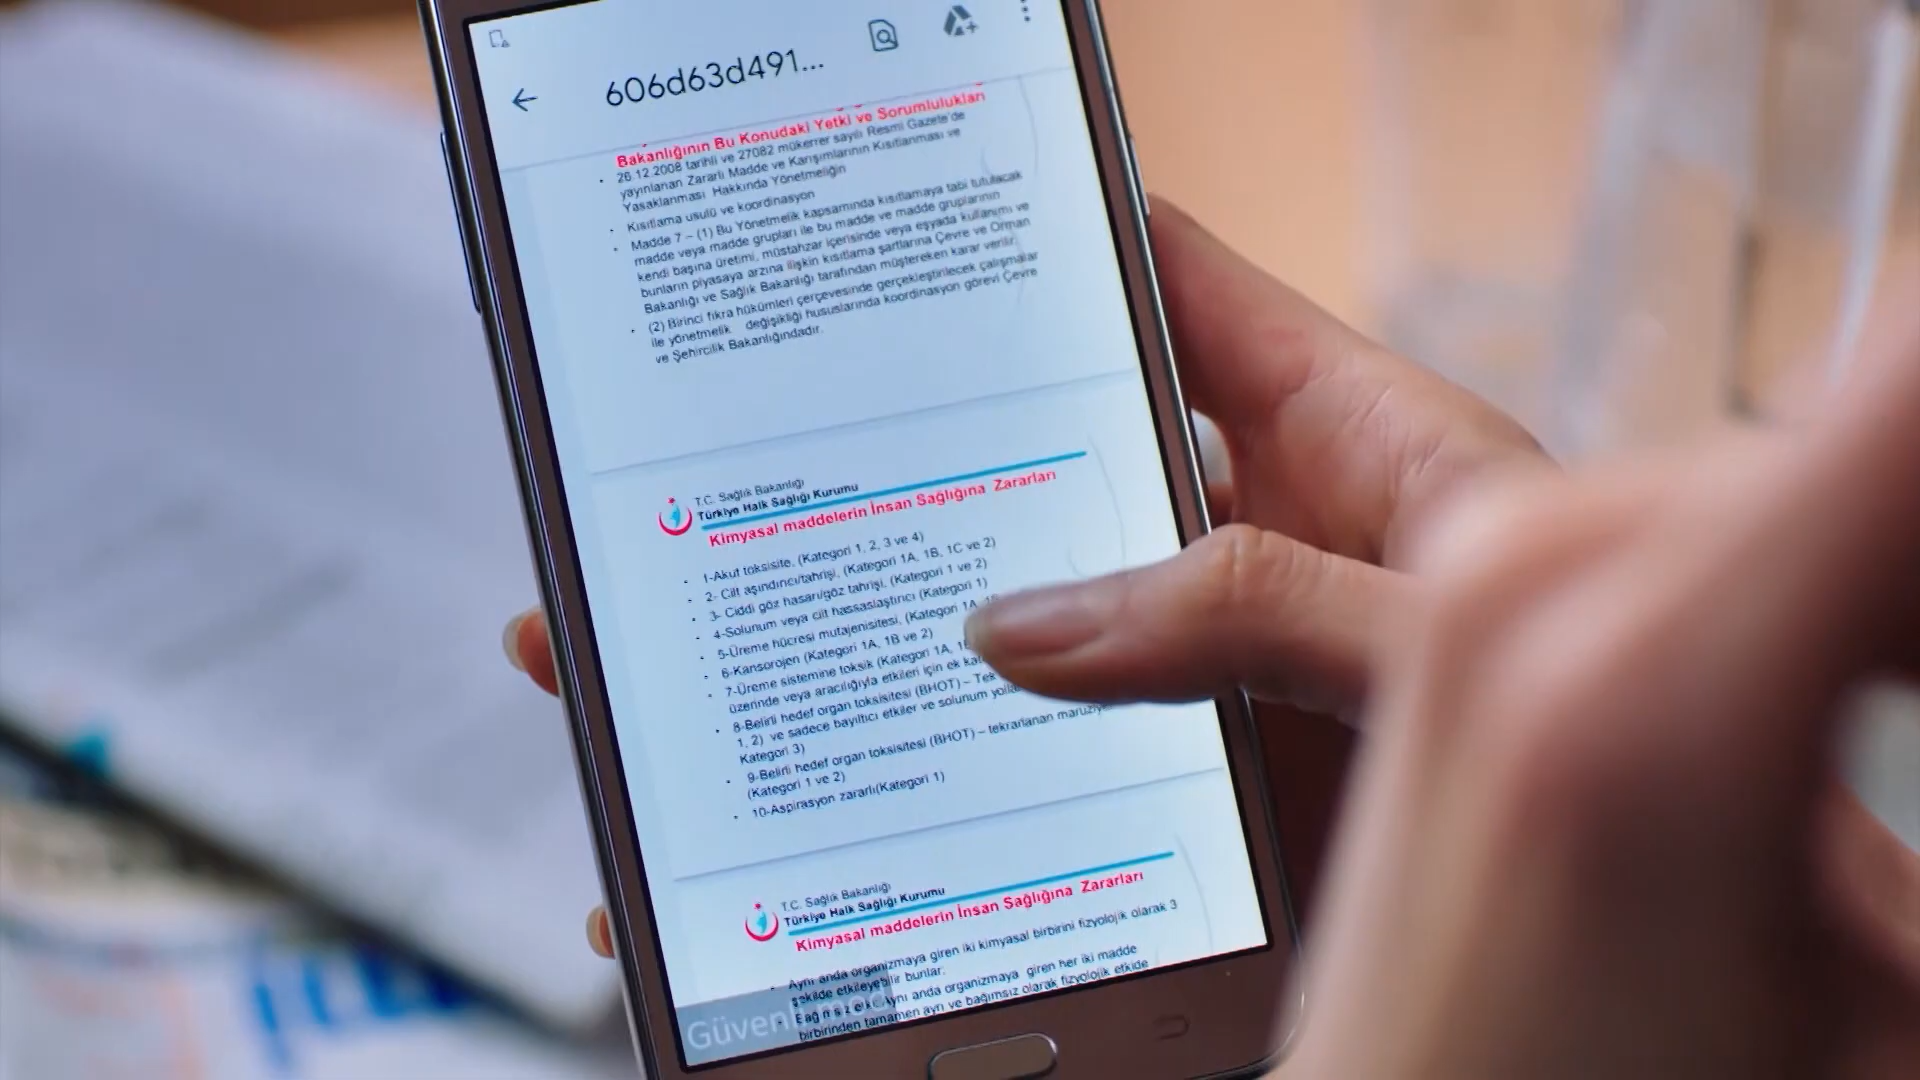 606d63d491...
Bakanlığının Bu Konudaki Yetki ve Sorumlulukları
• 26.12.2008 tarihli ve 27082 mükerrer sayılı Resmi Gazete'de
yayınlanan Zararlı Madde ve Karışımlarının Kısıtlanması ve
Yasaklanması Hakkında Yönetmeliğin
• Kısıtlama usulü ve koordinasyon
• Madde 7 – (1) Bu Yönetmelik kapsamında kısıtlamaya tabi tutulacak
madde veya madde grupları ile bu madde ve madde gruplarının
kendi başına üretimi, müstahzar içerisinde veya eşyada kullanımı ve
bunların piyasaya arzına ilişkin kısıtlama şartlarına Çevre ve Orman
Bakanlığı ve Sağlık Bakanlığı tarafından müştereken karar verilir.
• (2) Birinci fıkra hükümleri çerçevesinde gerçekleştirilecek çalışmalar
ile yönetmelik değişikliği hususlarında koordinasyon görevi Çevre
ve Şehircilik Bakanlığındadır.
T.C. Sağlık Bakanlığı
Türkiye Halk Sağlığı Kurumu
Kimyasal maddelerin İnsan Sağlığına Zararları
• 1-Akut toksisite, (Kategori 1, 2, 3 ve 4)
• 2- Cilt aşındırıcı/tahrişi, (Kategori 1A, 1B, 1C ve 2)
• 3- Ciddi göz hasarı/göz tahrişi, (Kategori 1 ve 2)
• 4-Solunum veya cilt hassaslaştırıcı (Kategori 1)
• 5-Üreme hücresi mutajenisitesi, (Kategori 1A, 1B
• 6-Kansorojen (Kategori 1A, 1B ve 2)
• 7-Üreme sistemine toksik (Kategori 1A, 1B
üzerinde veya aracılığıyla etkileri için ek
• 8-Belirli hedef organ toksisitesi (BHOT) – Tek
1, 2) ve sadece bayıltıcı etkiler ve solunum
Kategori 3)
• 9-Belirli hedef organ toksisitesi (BHOT) – tekrarlanan
(Kategori 1 ve 2)
• 10-Aspirasyon zararlı(Kategori 1)
T.C. Sağlık Bakanlığı
Türkiye Halk Sağlığı Kurumu
Kimyasal maddelerin İnsan Sağlığına Zararları
• Aynı anda organizmaya giren iki kimyasal birbirini fizyolojik olarak 3
şekilde etkileyebilir bunlar:
Aynı anda organizmaya giren her iki madde
birbirinden tamamen ayrı ve bağımsız olarak fizyolojik etkide